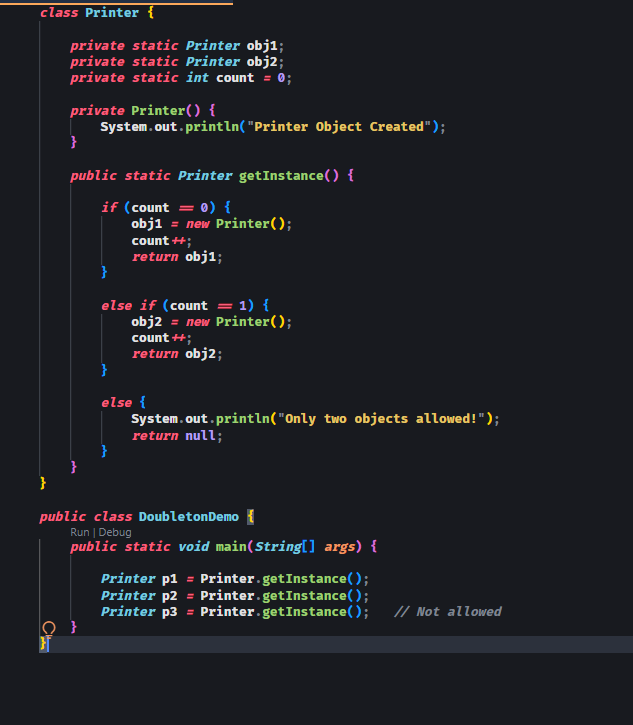 class Printer {
private static Printer obj1;
private static Printer obj2;
private static int count = 0;
private Printer() {
System.out.println("Printer Object Created");
}
public static Printer getInstance() {
if (count == 0) {
obj1 = new Printer();
count++;
return obj1;
}
else if (count == 1) {
obj2 = new Printer();
count++;
return obj2;
}
else {
System.out.println("Only two objects allowed!");
return null;
}
}
}
public class DoubletonDemo {
Run | Debug
public static void main(String[] args) {
Printer p1 = Printer.getInstance();
Printer p2 = Printer.getInstance();
Printer p3 = Printer.getInstance();   // Not allowed
}
}